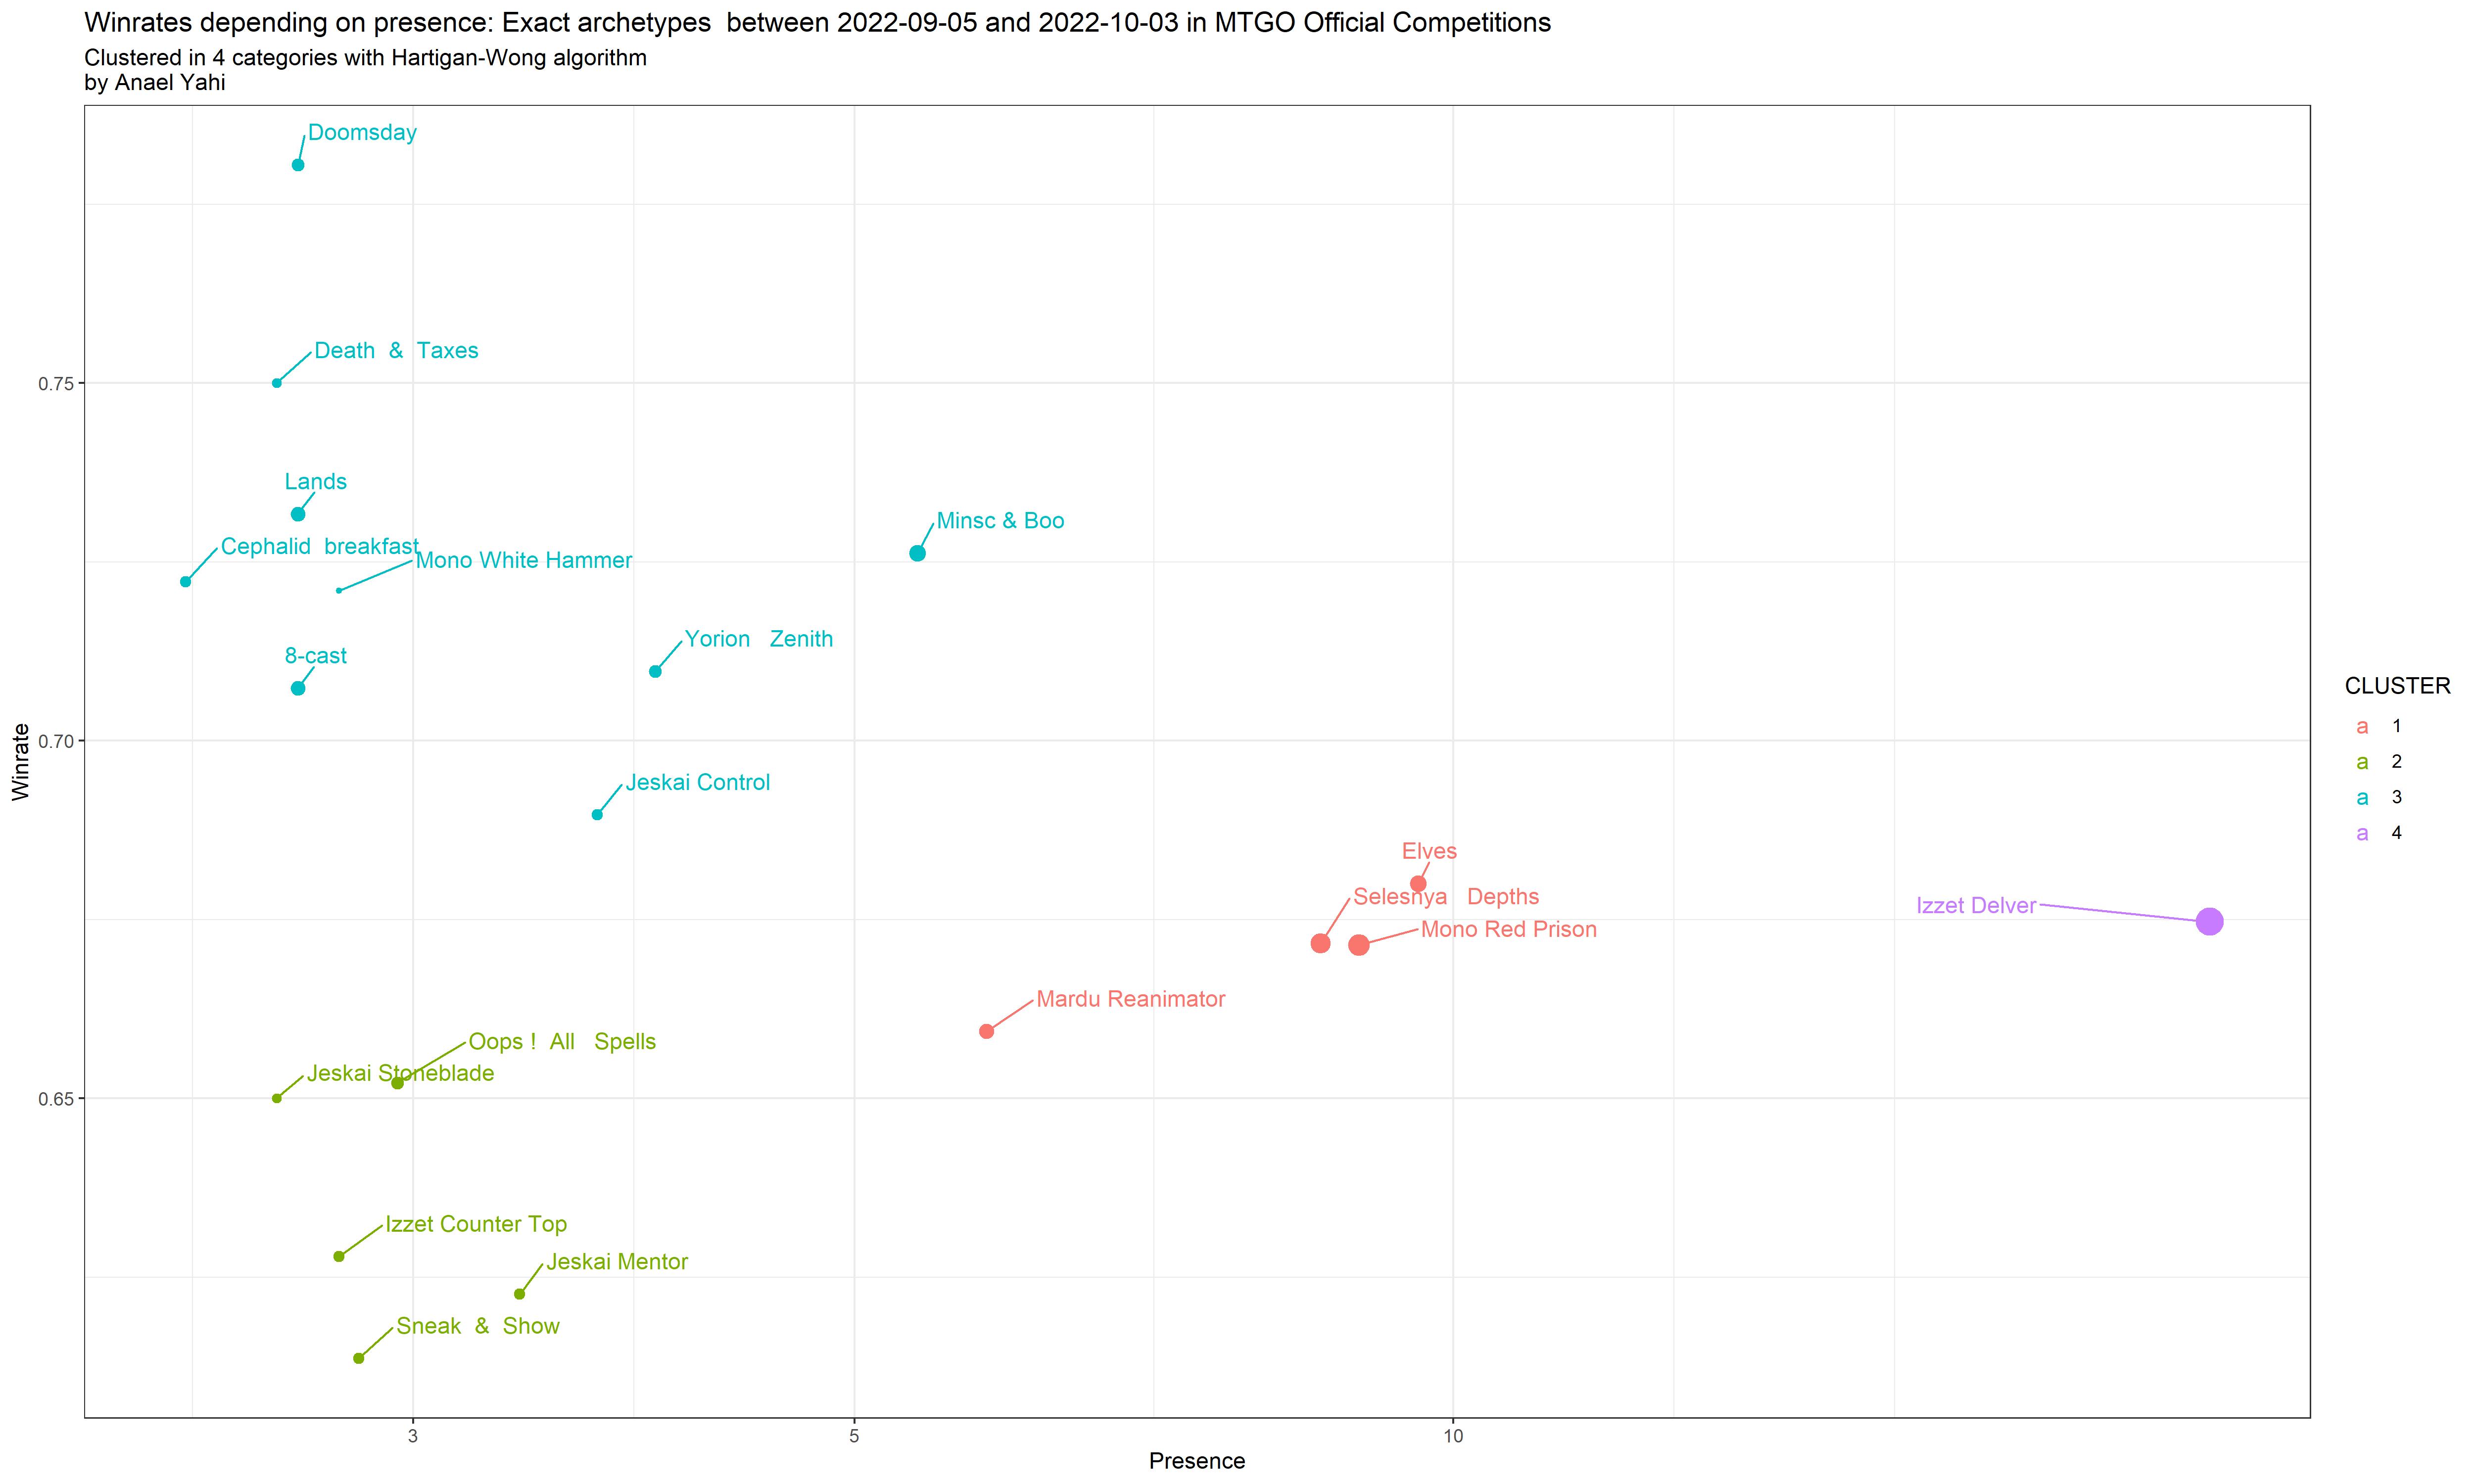 Winrates depending on presence: Exact archetypes  between 2022-09-05 and 2022-10-03 in MTGO Official Competitions
Clustered in 4 categories with Hartigan-Wong algorithm
by Anael Yahi
Doomsday
Death  &  Taxes
0.75
Lands
Minsc & Boo
Cephalid  breakfast
Mono White Hammer
Yorion   Zenith
8-cast
CLUSTER
a 1
a 2
a 3
a 4
Winrate
0.70
Jeskai Control
Elves
Selesnya   Depths
Izzet Delver
Mono Red Prison
Mardu Reanimator
Oops !  All   Spells
Jeskai Stoneblade
0.65
Izzet Counter Top
Jeskai Mentor
Sneak  &  Show
3
5
10
Presence